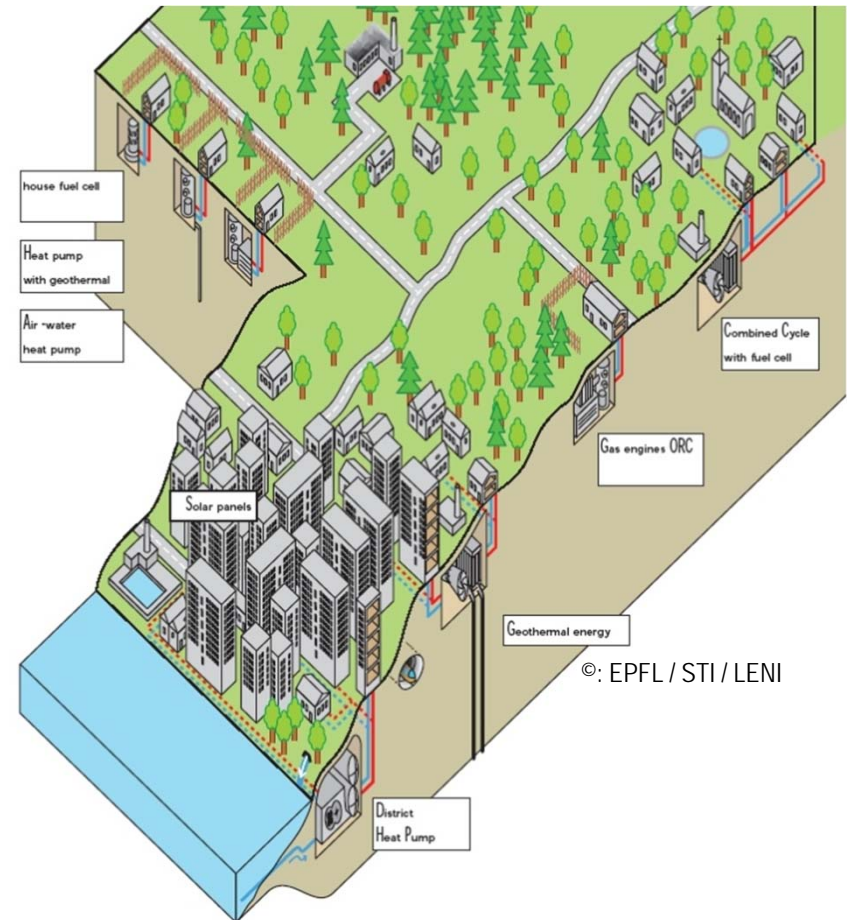 house fuel cell
Heat pump
with geothermal
Air -water
heat pump
Combined Cycle
with fuel cell
Gas engines ORC
Solar panels
Geothermal energy
©: EPFL / STI / LENI
District
Heat Pump